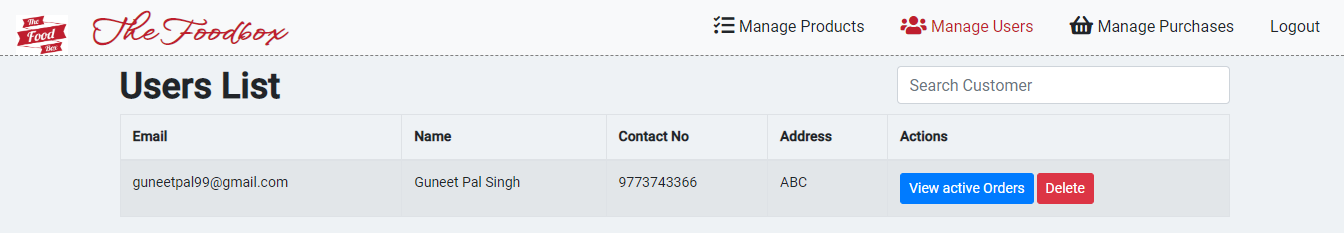 The Food Box
The Foodbox
Manage Products
Manage Users
Manage Purchases
Logout
Users List
Search Customer
Email Name Contact No Address Actions
guneetpal99@gmail.com Guneet Pal Singh 9773743366 ABC View active Orders Delete